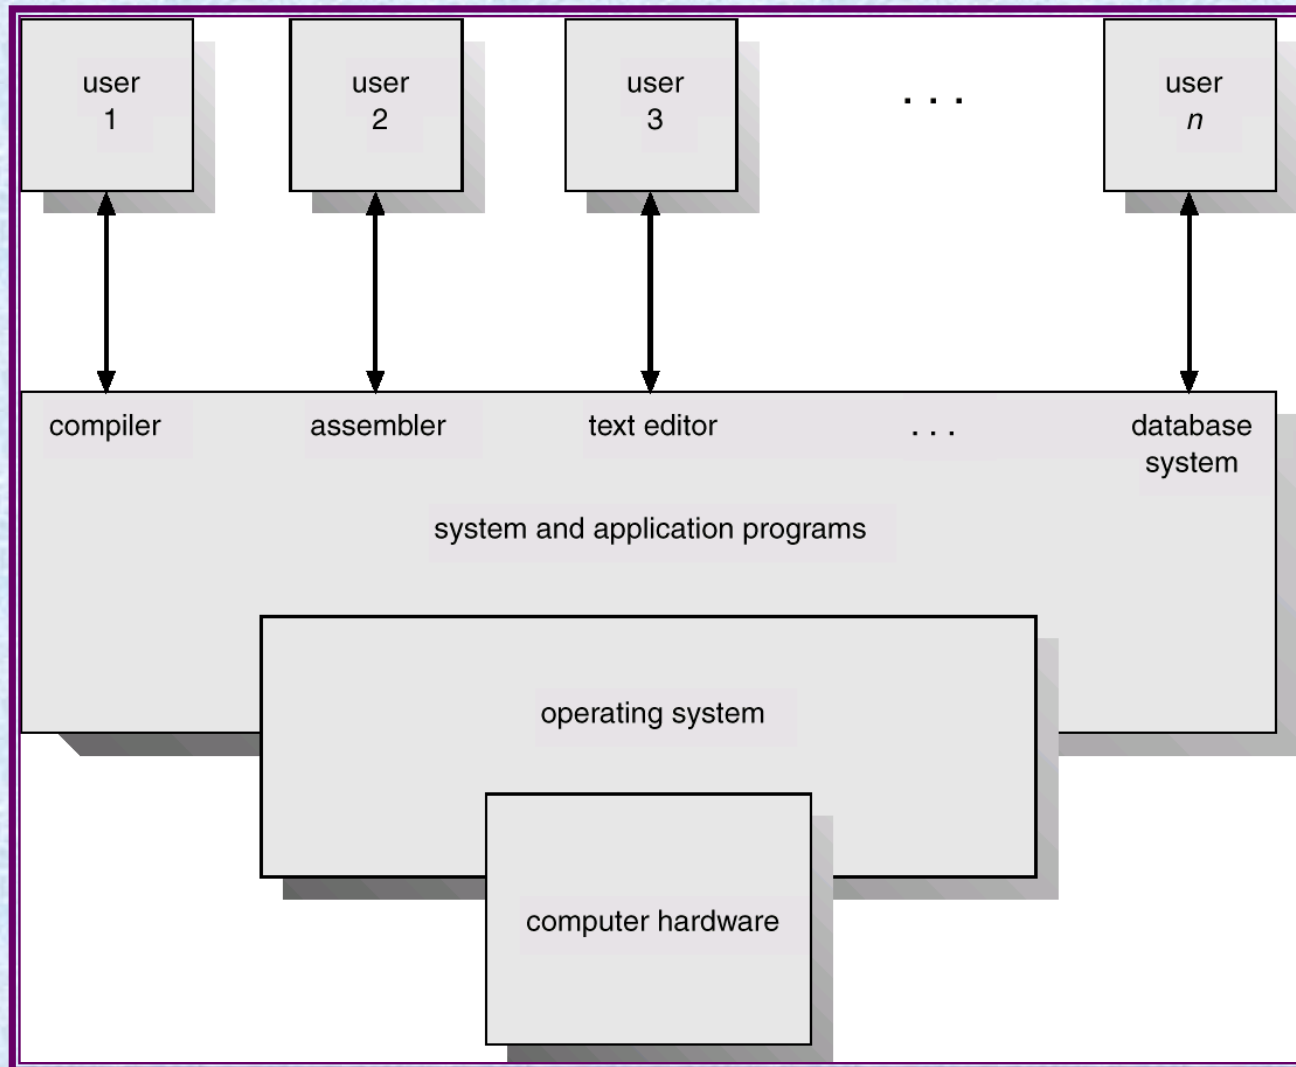 user
1
user
2
user
3
. . .
user
n
compiler
assembler
text editor
. . .
database
system
system and application programs
operating system
computer hardware